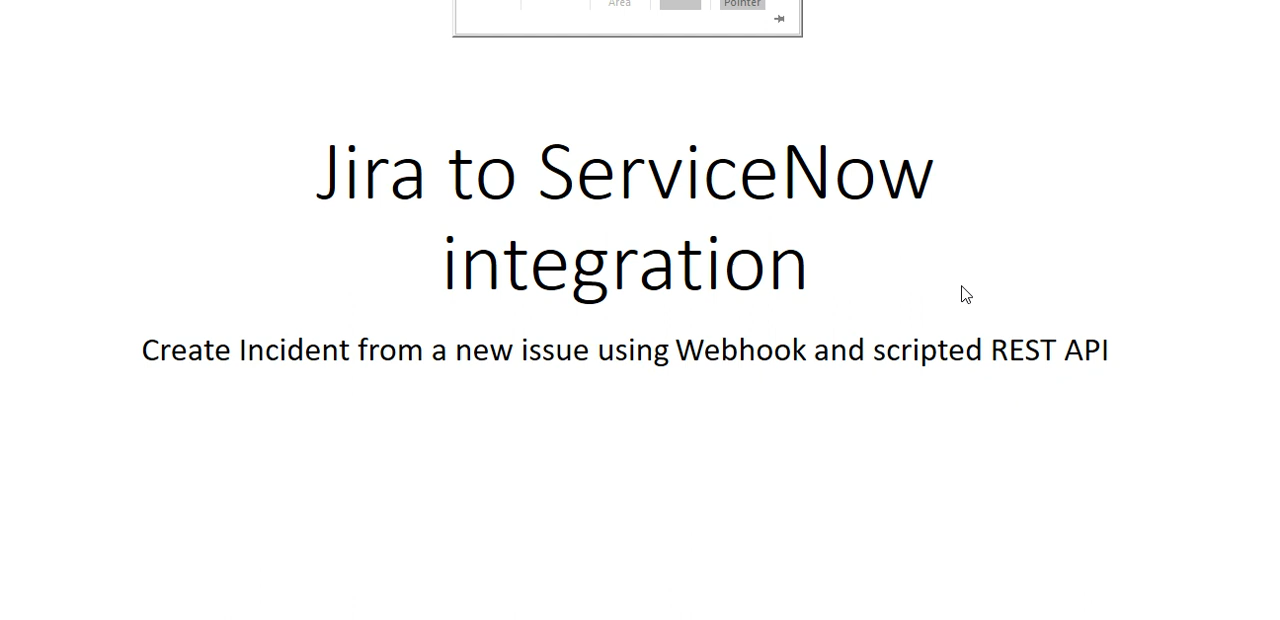 Area
Pointer
Jira to ServiceNow
integration
Create Incident from a new issue using Webhook and scripted REST API